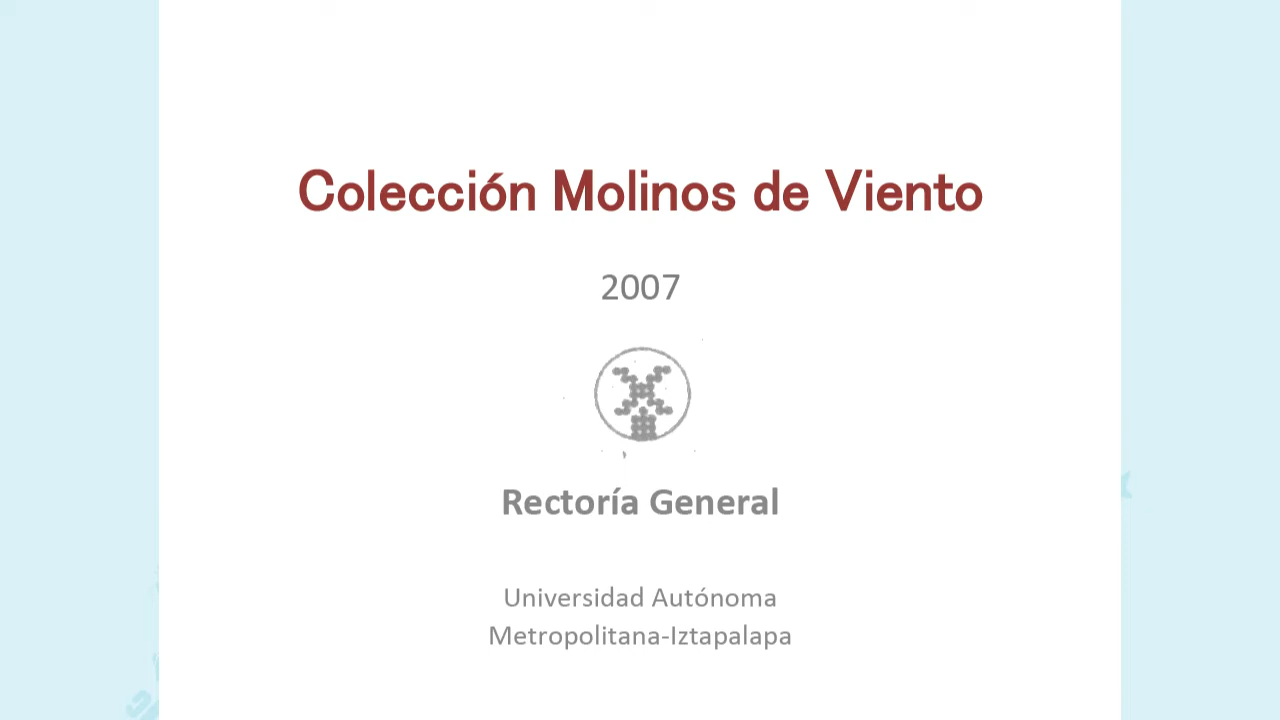 Colección Molinos de Viento
2007
Rectoría General
Universidad Autónoma
Metropolitana-Iztapalapa